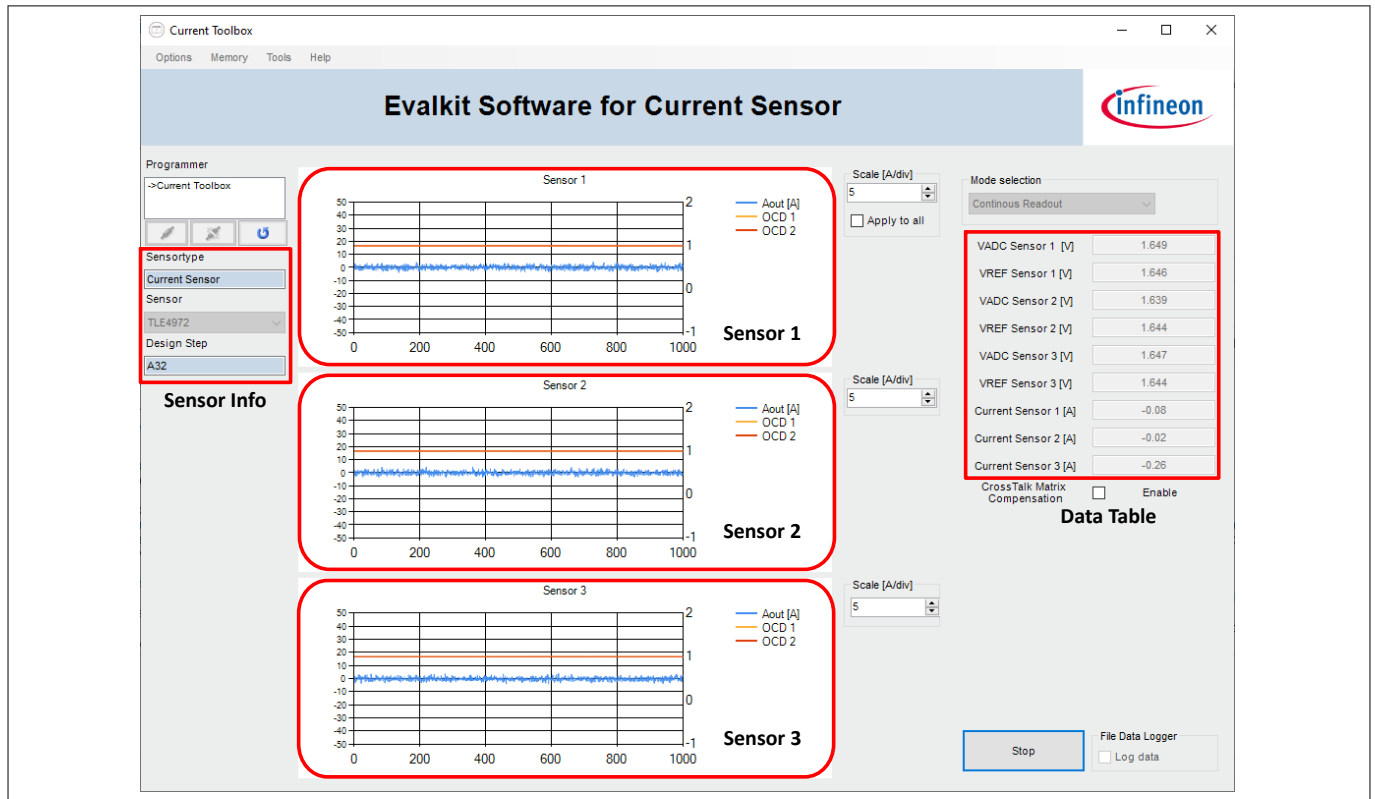 Current Toolbox
Options Memory Tools Help
Evalkit Software for Current Sensor
infineon
Programmer
->Current Toolbox
Sensortype
Current Sensor
Sensor
TLE4972
Design Step
A32
Sensor Info
Sensor 1
50
40
30
20
10
0
-10
-20
-30
-40
-50
2
1
0
-1
0 200 400 600 800 1000
Aout [A]
OCD 1
OCD 2
Sensor 1
Scale [A/div]
5
Apply to all
Sensor 2
50
40
30
20
10
0
-10
-20
-30
-40
-50
2
1
0
-1
0 200 400 600 800 1000
Aout [A]
OCD 1
OCD 2
Sensor 2
Scale [A/div]
5
Sensor 3
50
40
30
20
10
0
-10
-20
-30
-40
-50
2
1
0
-1
0 200 400 600 800 1000
Aout [A]
OCD 1
OCD 2
Sensor 3
Scale [A/div]
5
Mode selection
Continous Readout
VADC Sensor 1 [V] 1.649
VREF Sensor 1 [V] 1.646
VADC Sensor 2 [V] 1.639
VREF Sensor 2 [V] 1.644
VADC Sensor 3 [V] 1.647
VREF Sensor 3 [V] 1.644
Current Sensor 1 [A] -0.08
Current Sensor 2 [A] -0.02
Current Sensor 3 [A] -0.26
CrossTalk Matrix
Compensation Enable
Data Table
Stop
File Data Logger
Log data